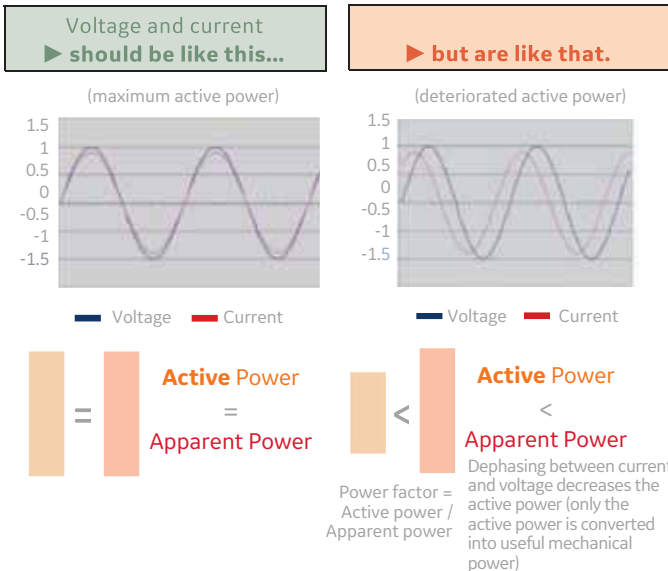 Voltage and current
► should be like this...
(maximum active power)
1.5
1
0.5
0
-0.5
-1
-1.5
Voltage
Current
=
Active Power
=
Apparent Power
► but are like that.
(deteriorated active power)
1.5
1
0.5
0
-0.5
-1
-1.5
Voltage
Current
<
Active Power
<
Apparent Power
Power factor =
Active power /
Apparent power
Dephasing between current
and voltage decreases the
active power (only the
active power is converted
into useful mechanical
power)